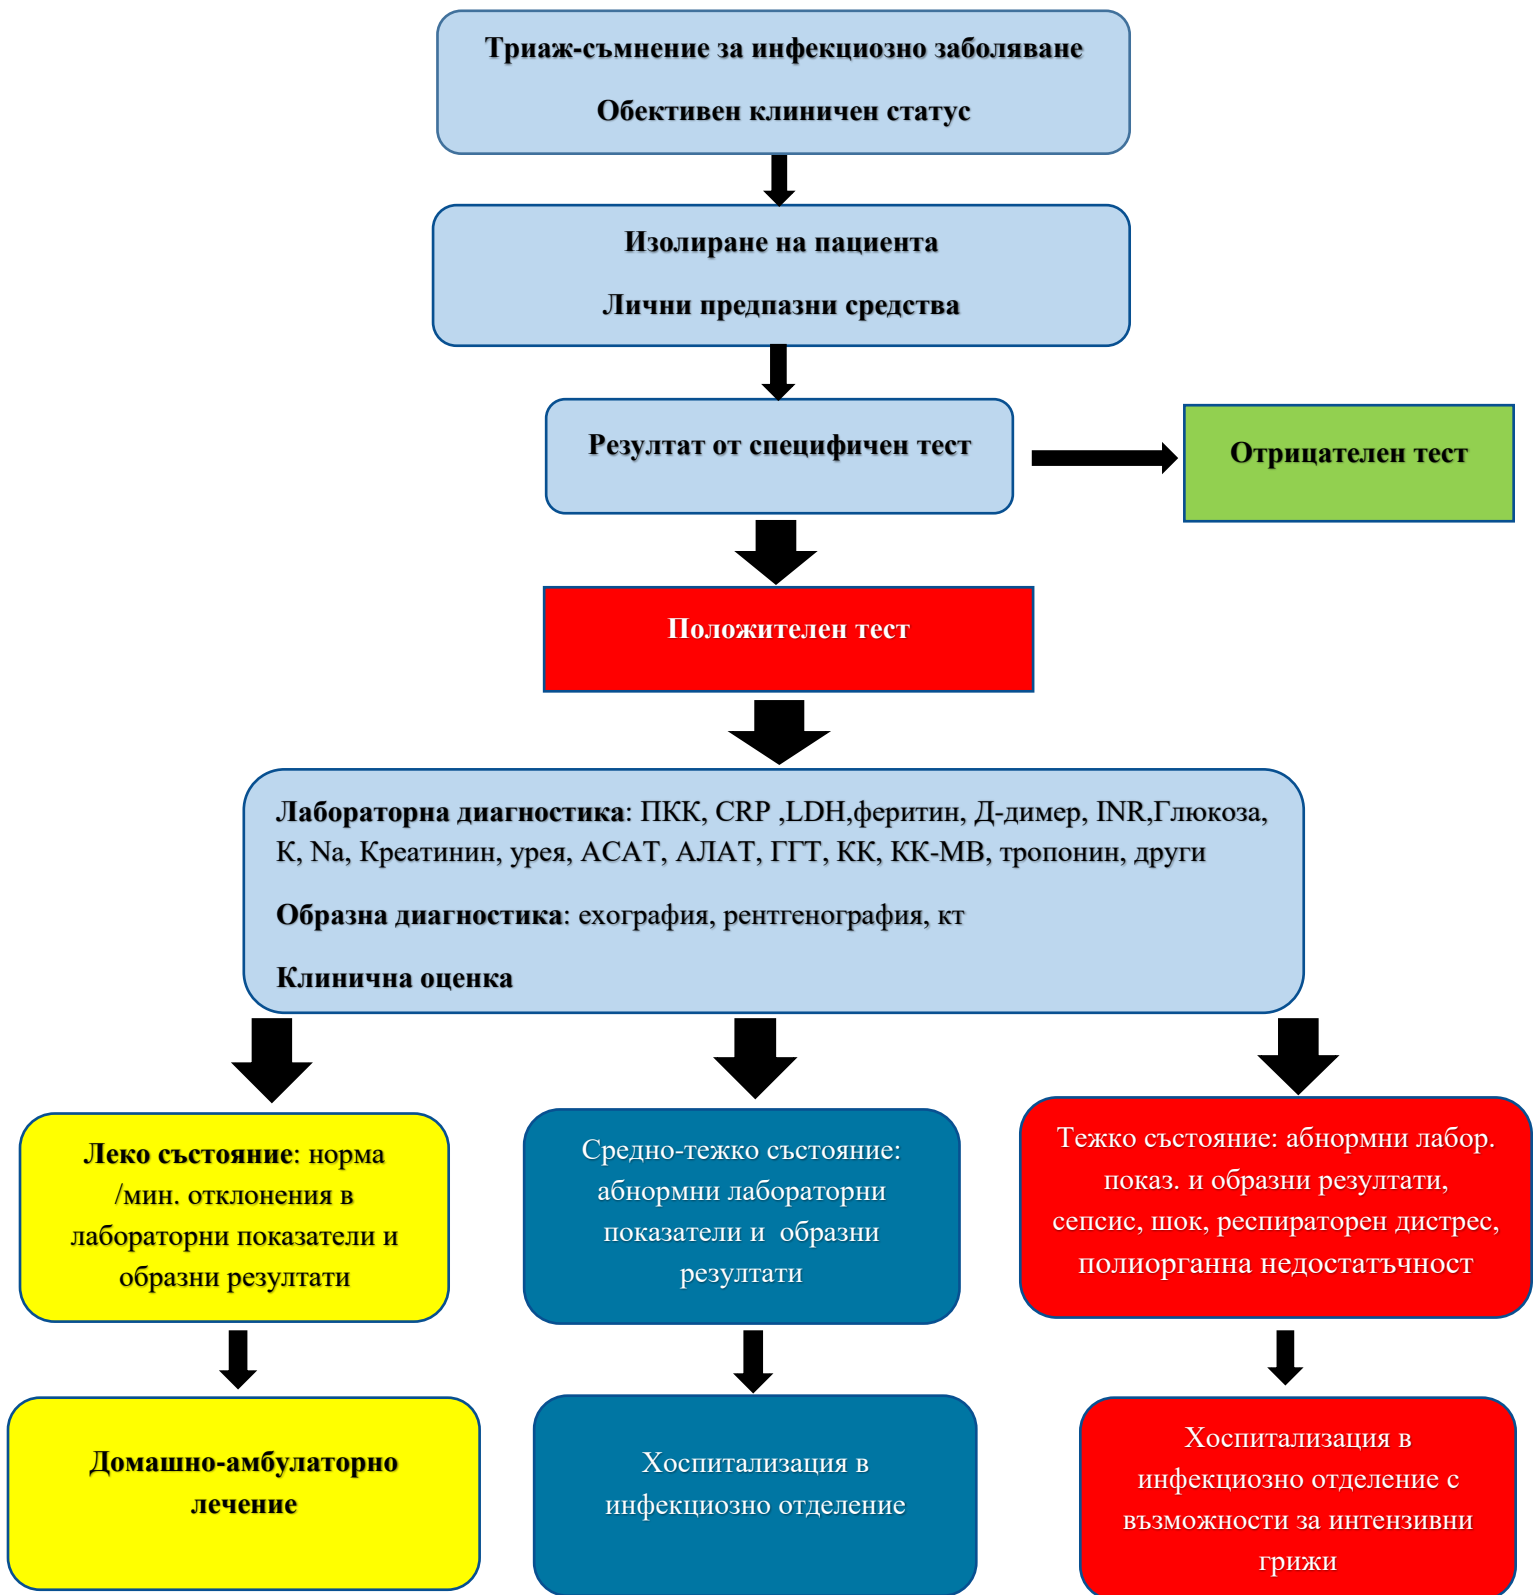 Триаж-съмнение за инфекциозно заболяване
Обективен клиничен статус
Изолиране на пациента
Лични предпазни средства
Резултат от специфичен тест
Отрицателен тест
Положителен тест
Лабораторна диагностика: ПКК, CRP ,LDH,феритин, Д-димер, INR,Глюкоза,
К, Na, Креатинин, урея, АСАТ, АЛАТ, ГГТ, КК, КК-МВ, тропонин, други
Образна диагностика: ехография, рентгенография, кт
Клинична оценка
Леко състояние: норма
/мин. отклонения в
лабораторни показатели и
образни резултати
Средно-тежко състояние:
абнормни лабораторни
показатели и  образни
резултати
Тежко състояние: абнормни лабор.
показ. и образни резултати,
сепсис, шок, респираторен дистрес,
полиорганна недостатъчност
Домашно-амбулаторно
лечение
Хоспитализация в
инфекциозно отделение
Хоспитализация в
инфекциозно отделение с
възможности за интензивни
грижи